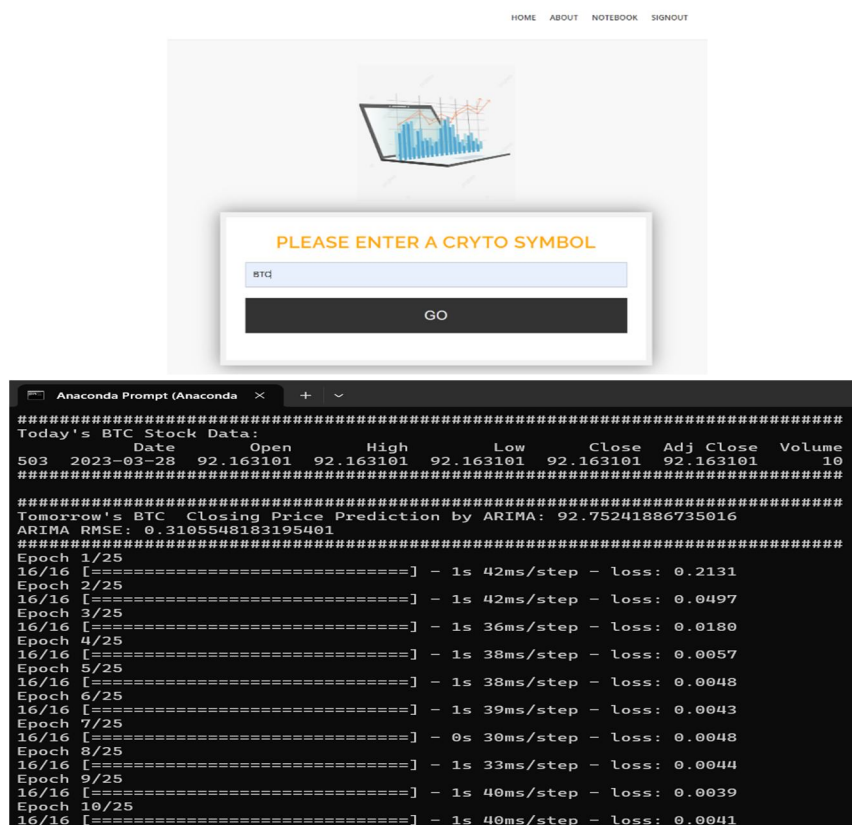 HOME ABOUT NOTEBOOK SIGNOUT
PLEASE ENTER A CRYTO SYMBOL
BTC
GO
Anaconda Prompt (Anaconda × + ⌄
##############################################################################
Today's BTC Stock Data:
Date Open High Low Close Adj Close Volume
503 2023-03-28 92.163101 92.163101 92.163101 92.163101 92.163101 10
##############################################################################
##############################################################################
Tomorrow's BTC  Closing Price Prediction by ARIMA: 92.75241886735016
ARIMA RMSE: 0.3105548183195401
##############################################################################
Epoch 1/25
16/16 [==============================] - 1s 42ms/step - loss: 0.2131
Epoch 2/25
16/16 [==============================] - 1s 42ms/step - loss: 0.0497
Epoch 3/25
16/16 [==============================] - 1s 36ms/step - loss: 0.0180
Epoch 4/25
16/16 [==============================] - 1s 38ms/step - loss: 0.0057
Epoch 5/25
16/16 [==============================] - 1s 38ms/step - loss: 0.0048
Epoch 6/25
16/16 [==============================] - 1s 39ms/step - loss: 0.0043
Epoch 7/25
16/16 [==============================] - 0s 30ms/step - loss: 0.0048
Epoch 8/25
16/16 [==============================] - 1s 33ms/step - loss: 0.0044
Epoch 9/25
16/16 [==============================] - 1s 40ms/step - loss: 0.0039
Epoch 10/25
16/16 [==============================] - 1s 40ms/step - loss: 0.0041